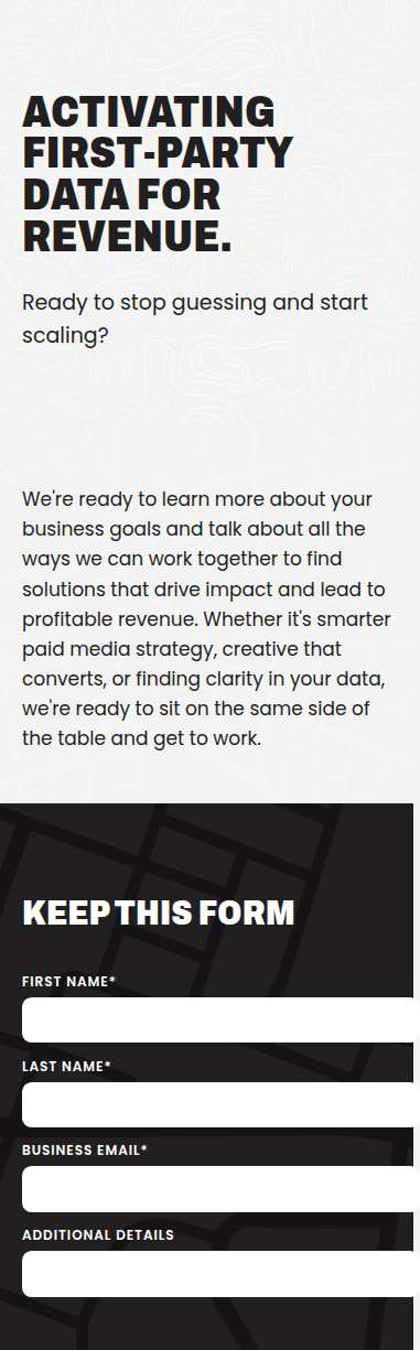 ACTIVATING
FIRST-PARTY
DATA FOR
REVENUE.
Ready to stop guessing and start
scaling?
We're ready to learn more about your
business goals and talk about all the
ways we can work together to find
solutions that drive impact and lead to
profitable revenue. Whether it's smarter
paid media strategy, creative that
converts, or finding clarity in your data,
we're ready to sit on the same side of
the table and get to work.
KEEP THIS FORM
FIRST NAME*
LAST NAME*
BUSINESS EMAIL*
ADDITIONAL DETAILS